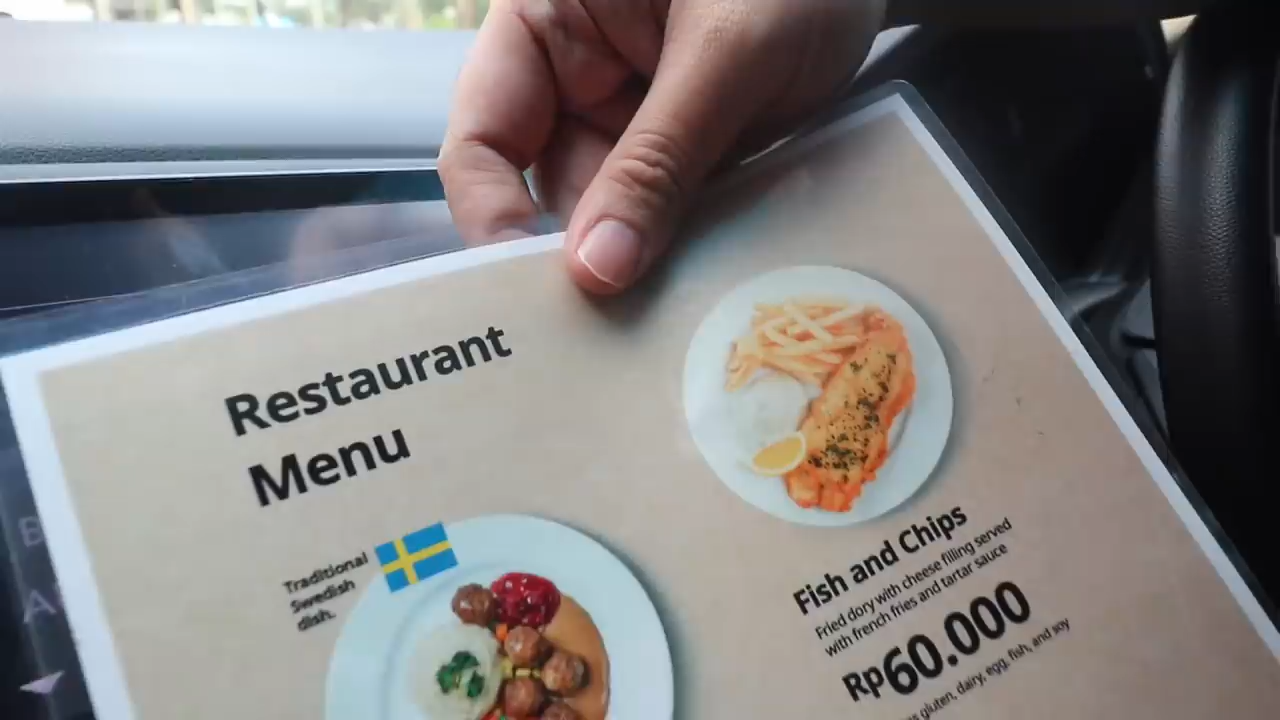 Restaurant
Menu
Traditional
Swedish
dish.
Fish and Chips
Fried dory with cheese filling served
with french fries and tartar sauce
Rp60.000
gluten, dairy, egg, fish, and soy